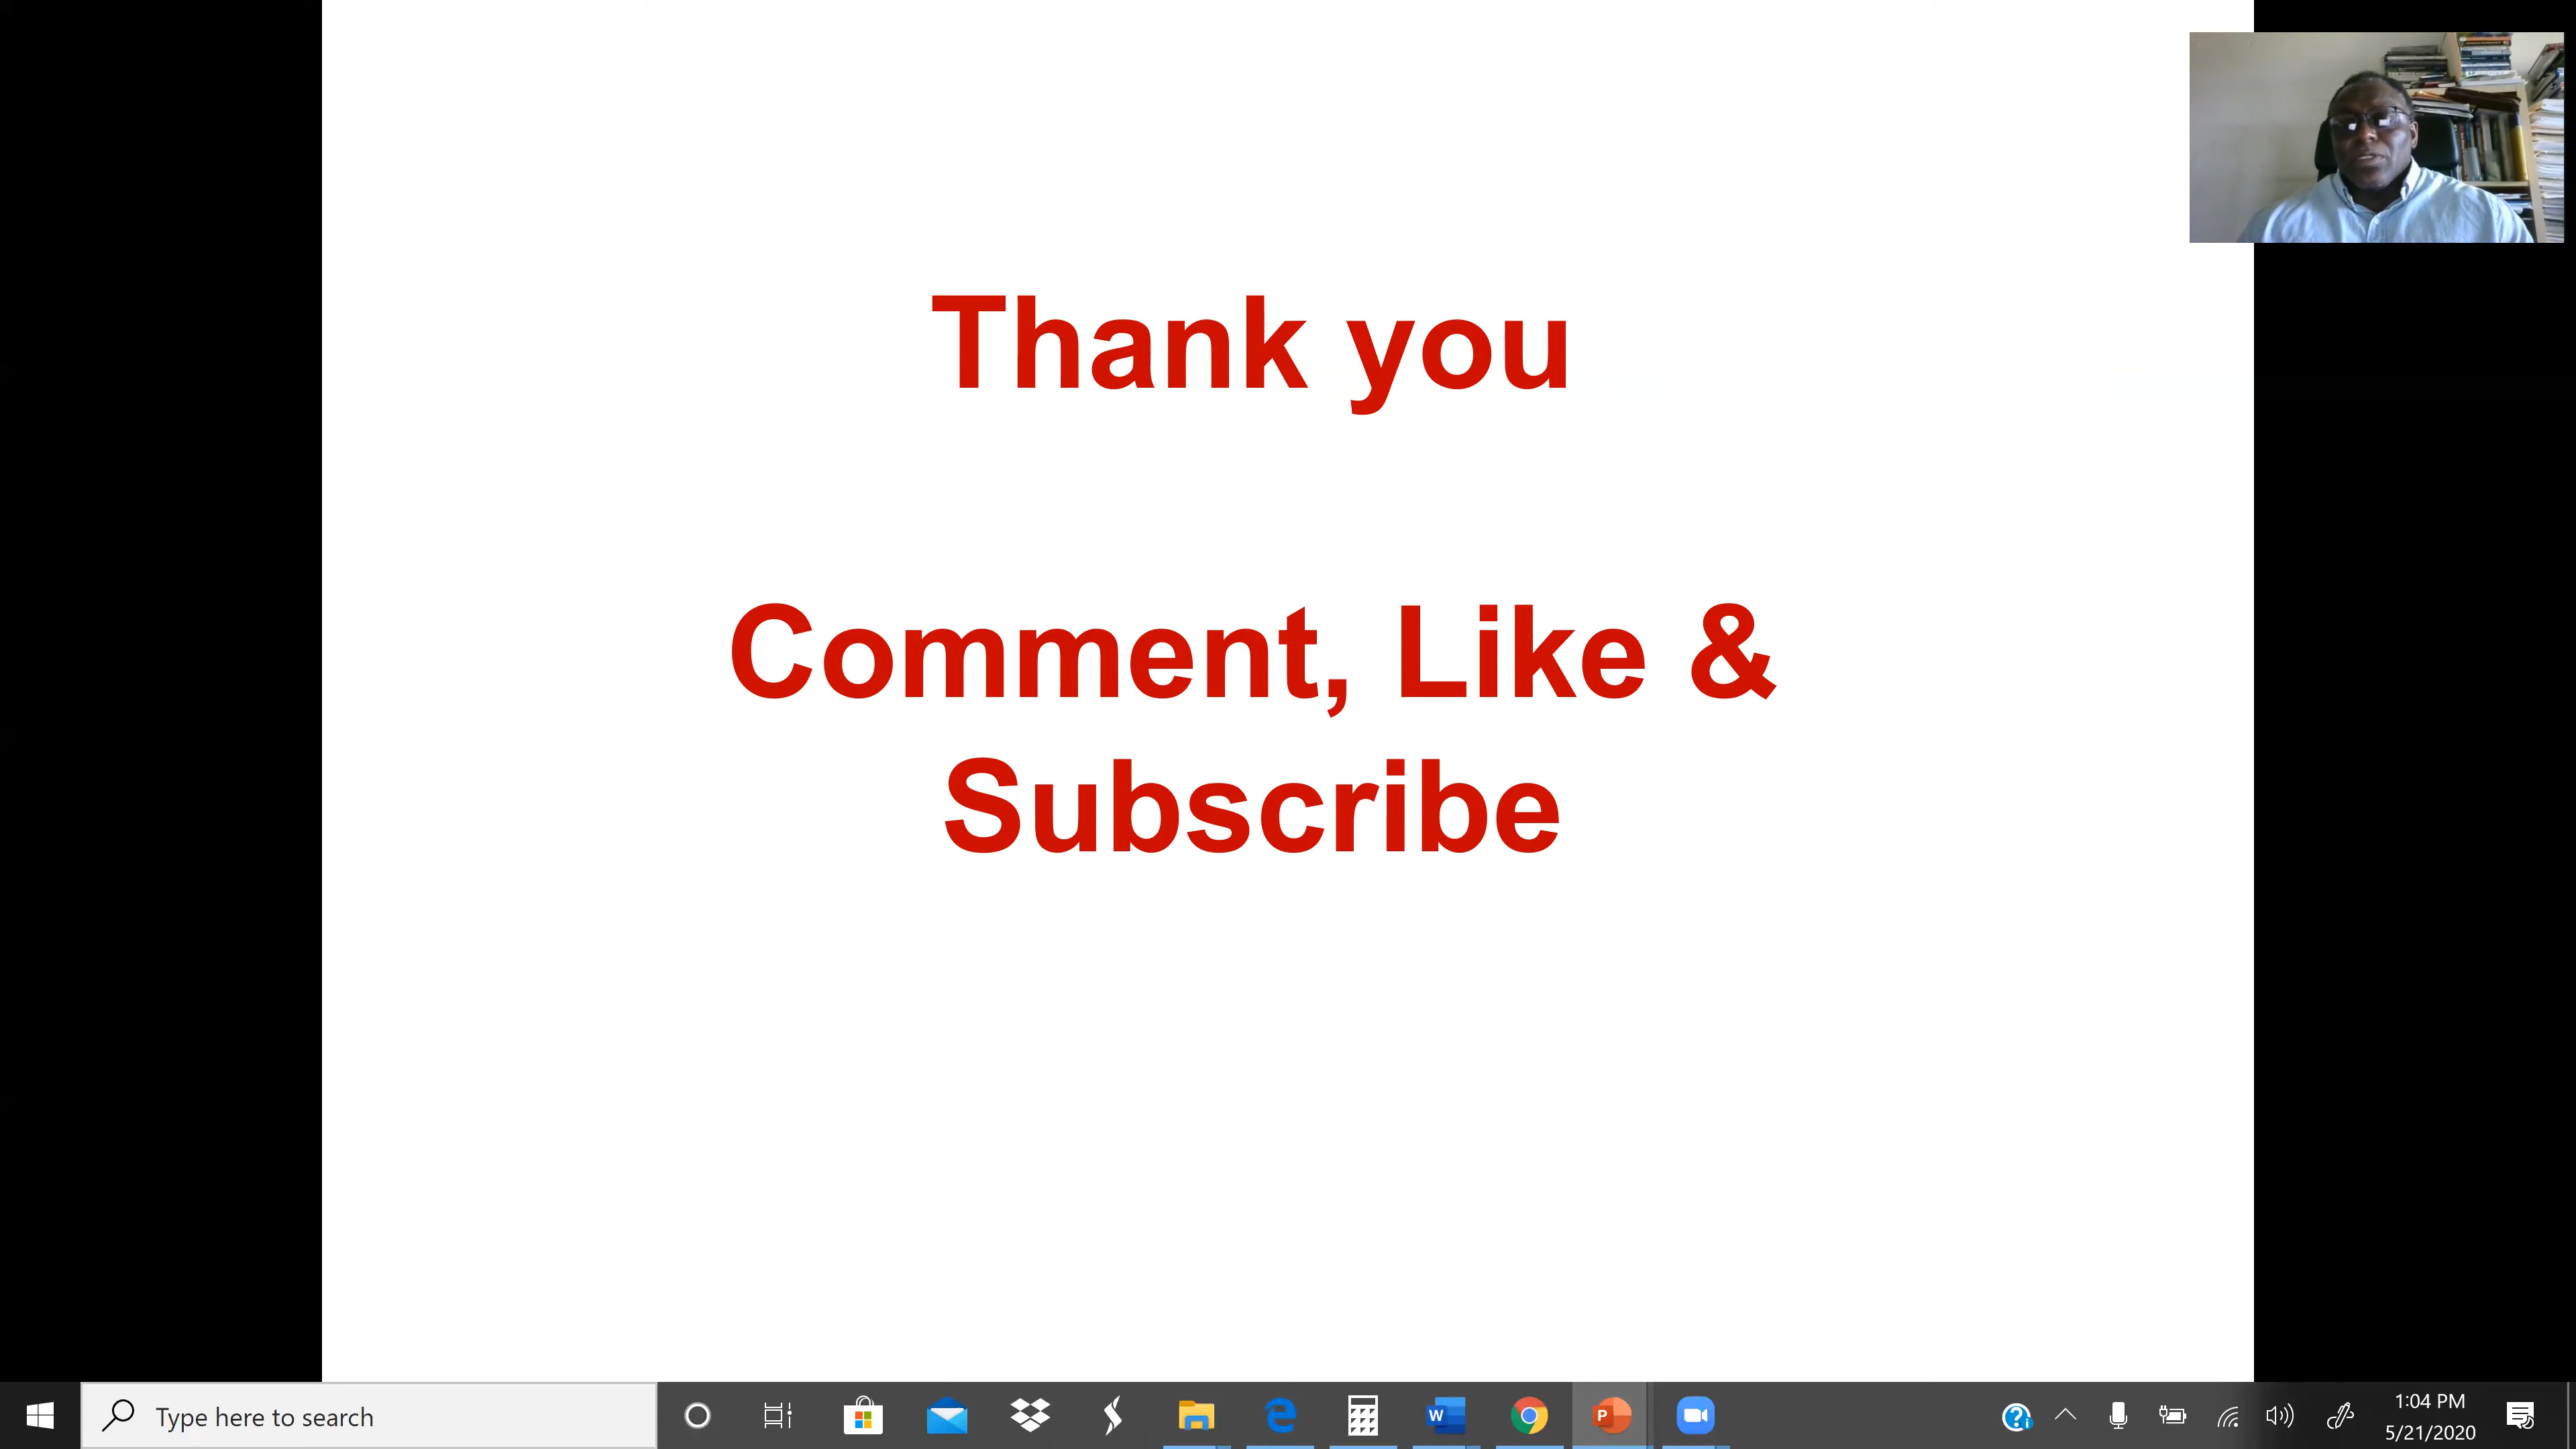 Thank you
Comment, Like &
Subscribe
Type here to search
1:04 PM
5/21/2020